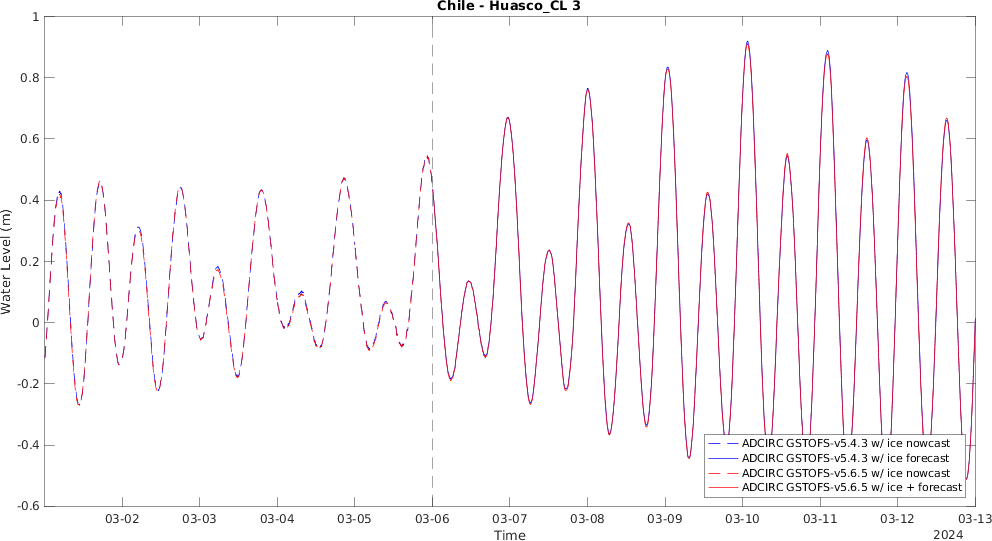 Chile - Huasco_CL 3
1
0.8
0.6
0.4
0.2
0
-0.2
-0.4
-0.6
Water Level (m)
ADCIRC GSTOFS-v5.4.3 w/ ice nowcast
ADCIRC GSTOFS-v5.4.3 w/ ice forecast
ADCIRC GSTOFS-v5.6.5 w/ ice nowcast
ADCIRC GSTOFS-v5.6.5 w/ ice + forecast
03-02 03-03 03-04 03-05 03-06 03-07 03-08 03-09 03-10 03-11 03-12 03-13
Time
2024